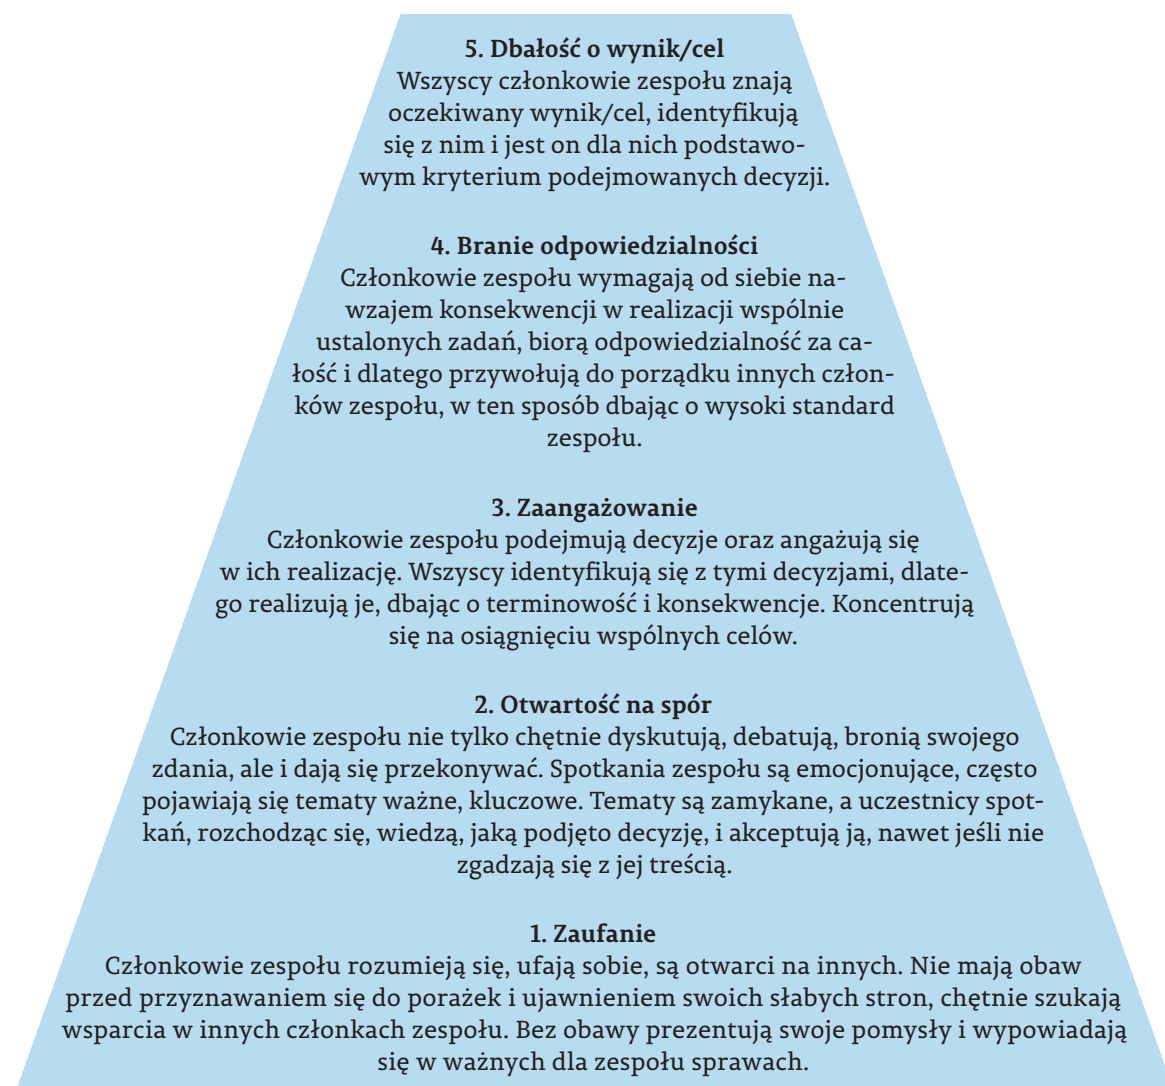 5. Dbałość o wynik/cel
Wszyscy członkowie zespołu znają
oczekiwany wynik/cel, identyfikują
się z nim i jest on dla nich podstawo-
wym kryterium podejmowanych decyzji.
4. Branie odpowiedzialności
Członkowie zespołu wymagają od siebie na-
wzajem konsekwencji w realizacji wspólnie
ustalonych zadań, biorą odpowiedzialność za ca-
łość i dlatego przywołują do porządku innych człon-
ków zespołu, w ten sposób dbając o wysoki standard
zespołu.
3. Zaangażowanie
Członkowie zespołu podejmują decyzje oraz angażują się
w ich realizację. Wszyscy identyfikują się z tymi decyzjami, dlate-
go realizują je, dbając o terminowość i konsekwencje. Koncentrują
się na osiągnięciu wspólnych celów.
2. Otwartość na spór
Członkowie zespołu nie tylko chętnie dyskutują, debatują, bronią swojego
zdania, ale i dają się przekonywać. Spotkania zespołu są emocjonujące, często
pojawiają się tematy ważne, kluczowe. Tematy są zamykane, a uczestnicy spot-
kań, rozchodząc się, wiedzą, jaką podjęto decyzję, i akceptują ją, nawet jeśli nie
zgadzają się z jej treścią.
1. Zaufanie
Członkowie zespołu rozumieją się, ufają sobie, są otwarci na innych. Nie mają obaw
przed przyznawaniem się do porażek i ujawnieniem swoich słabych stron, chętnie szukają
wsparcia w innych członkach zespołu. Bez obawy prezentują swoje pomysły i wypowiadają
się w ważnych dla zespołu sprawach.